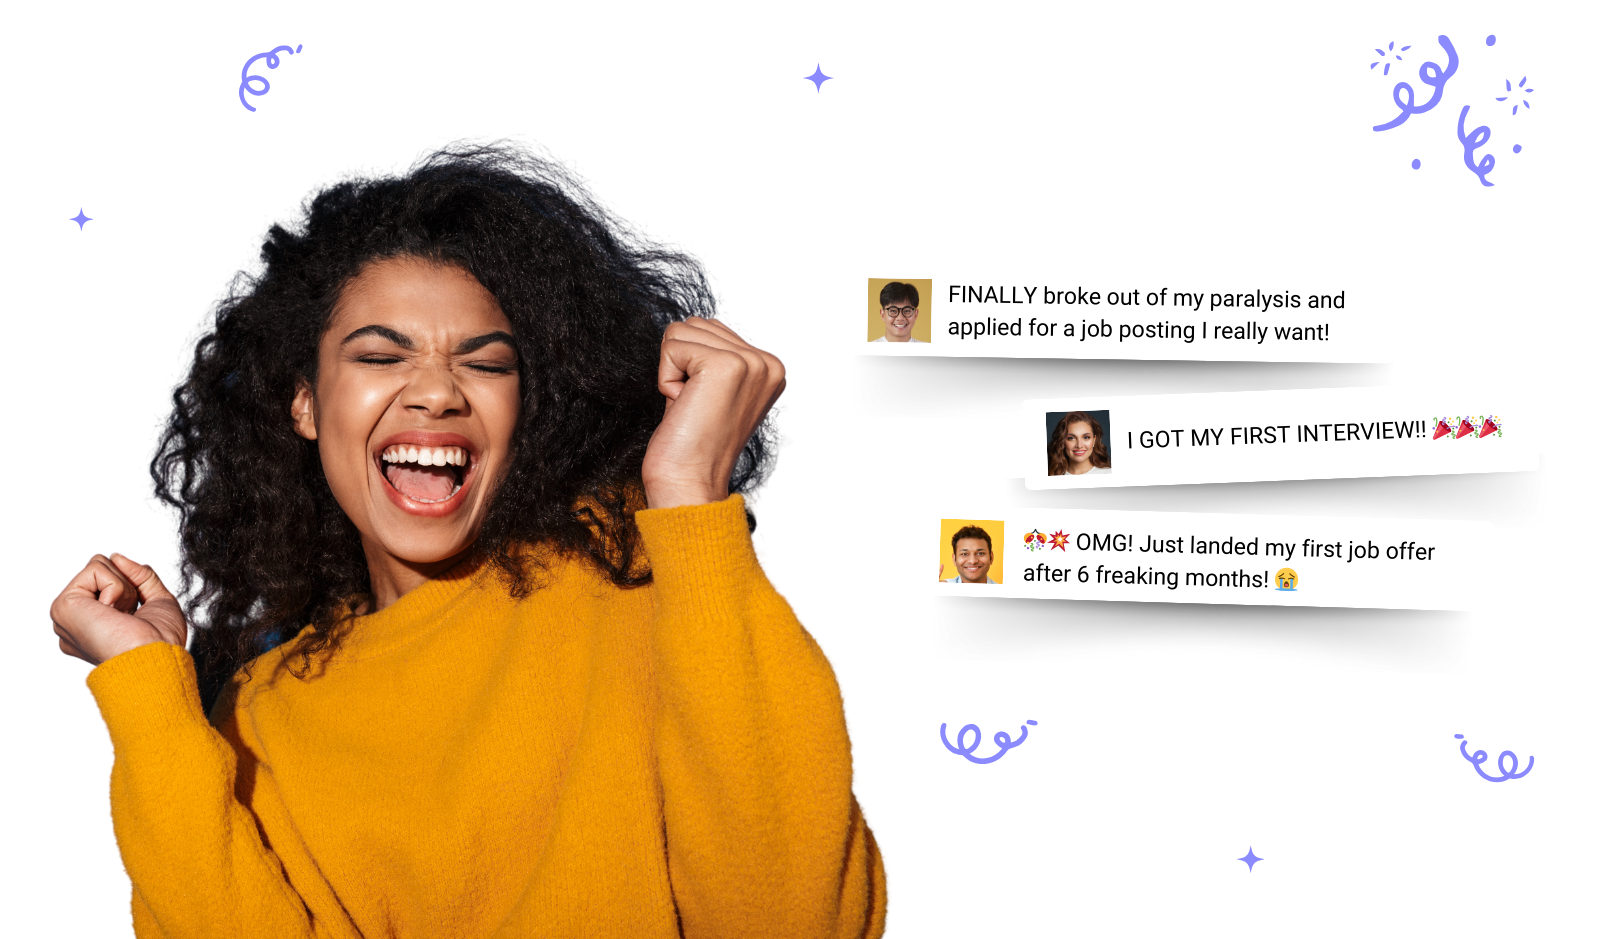 FINALLY broke out of my paralysis and
applied for a job posting I really want!
I GOT MY FIRST INTERVIEW!! 🎉🎉🎉
🎊💥 OMG! Just landed my first job offer
after 6 freaking months! 😭